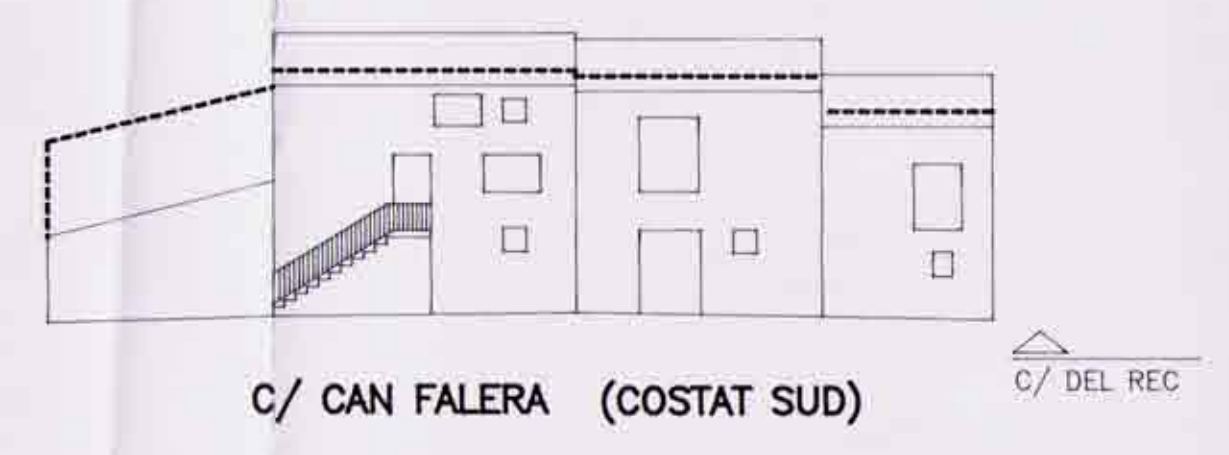 C/ CAN FALERA (COSTAT SUD)
C/ DEL REC